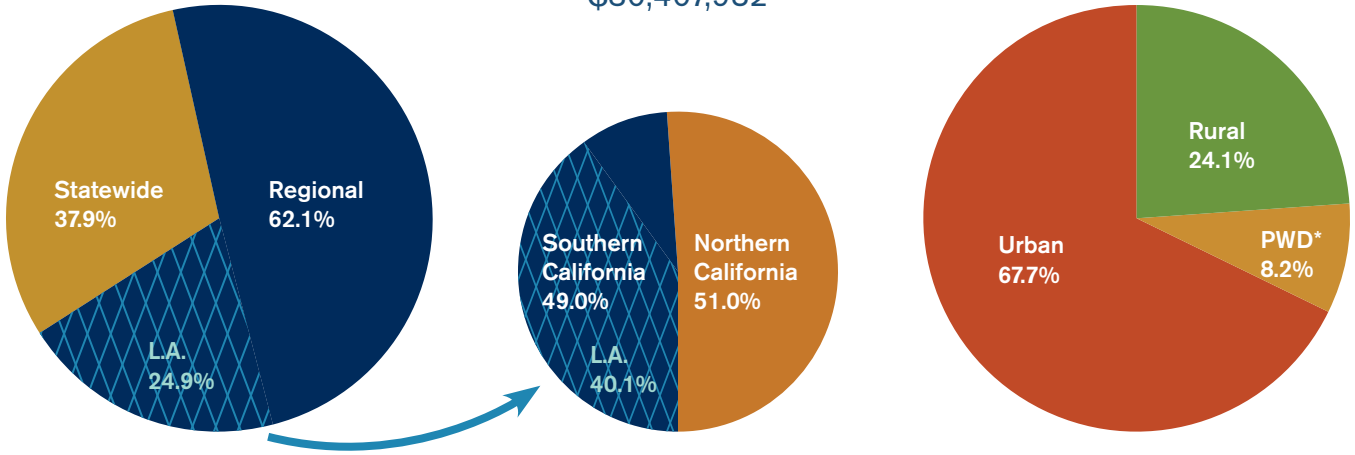 Statewide
37.9%
Regional
62.1%
L.A.
24.9%
Southern
California
49.0%
L.A.
40.1%
Northern
California
51.0%
Urban
67.7%
Rural
24.1%
PWD*
8.2%